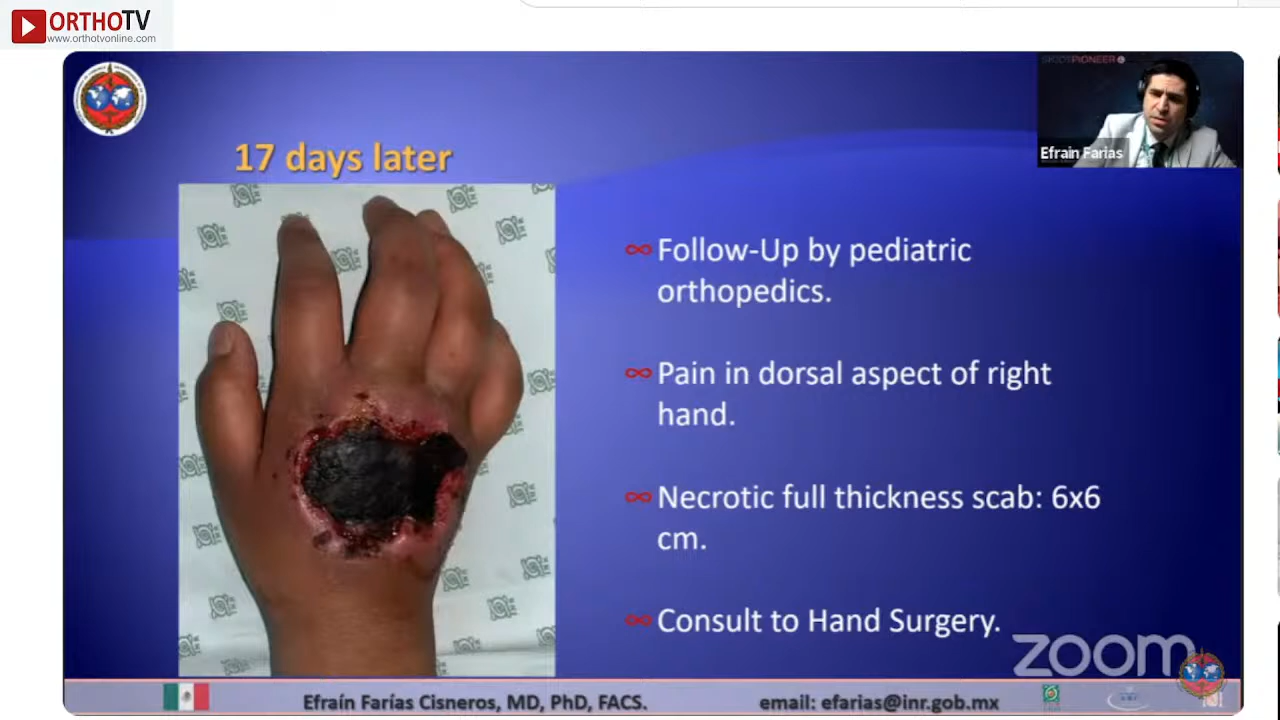 ORTHOTV
www.orthotvonline.com
Efrain Farias
17 days later
∞ Follow-Up by pediatric
orthopedics.
∞ Pain in dorsal aspect of right
hand.
∞ Necrotic full thickness scab: 6x6
cm.
∞ Consult to Hand Surgery.
zoom
Efraín Farías Cisneros, MD, PhD, FACS.
email: efarias@inr.gob.mx